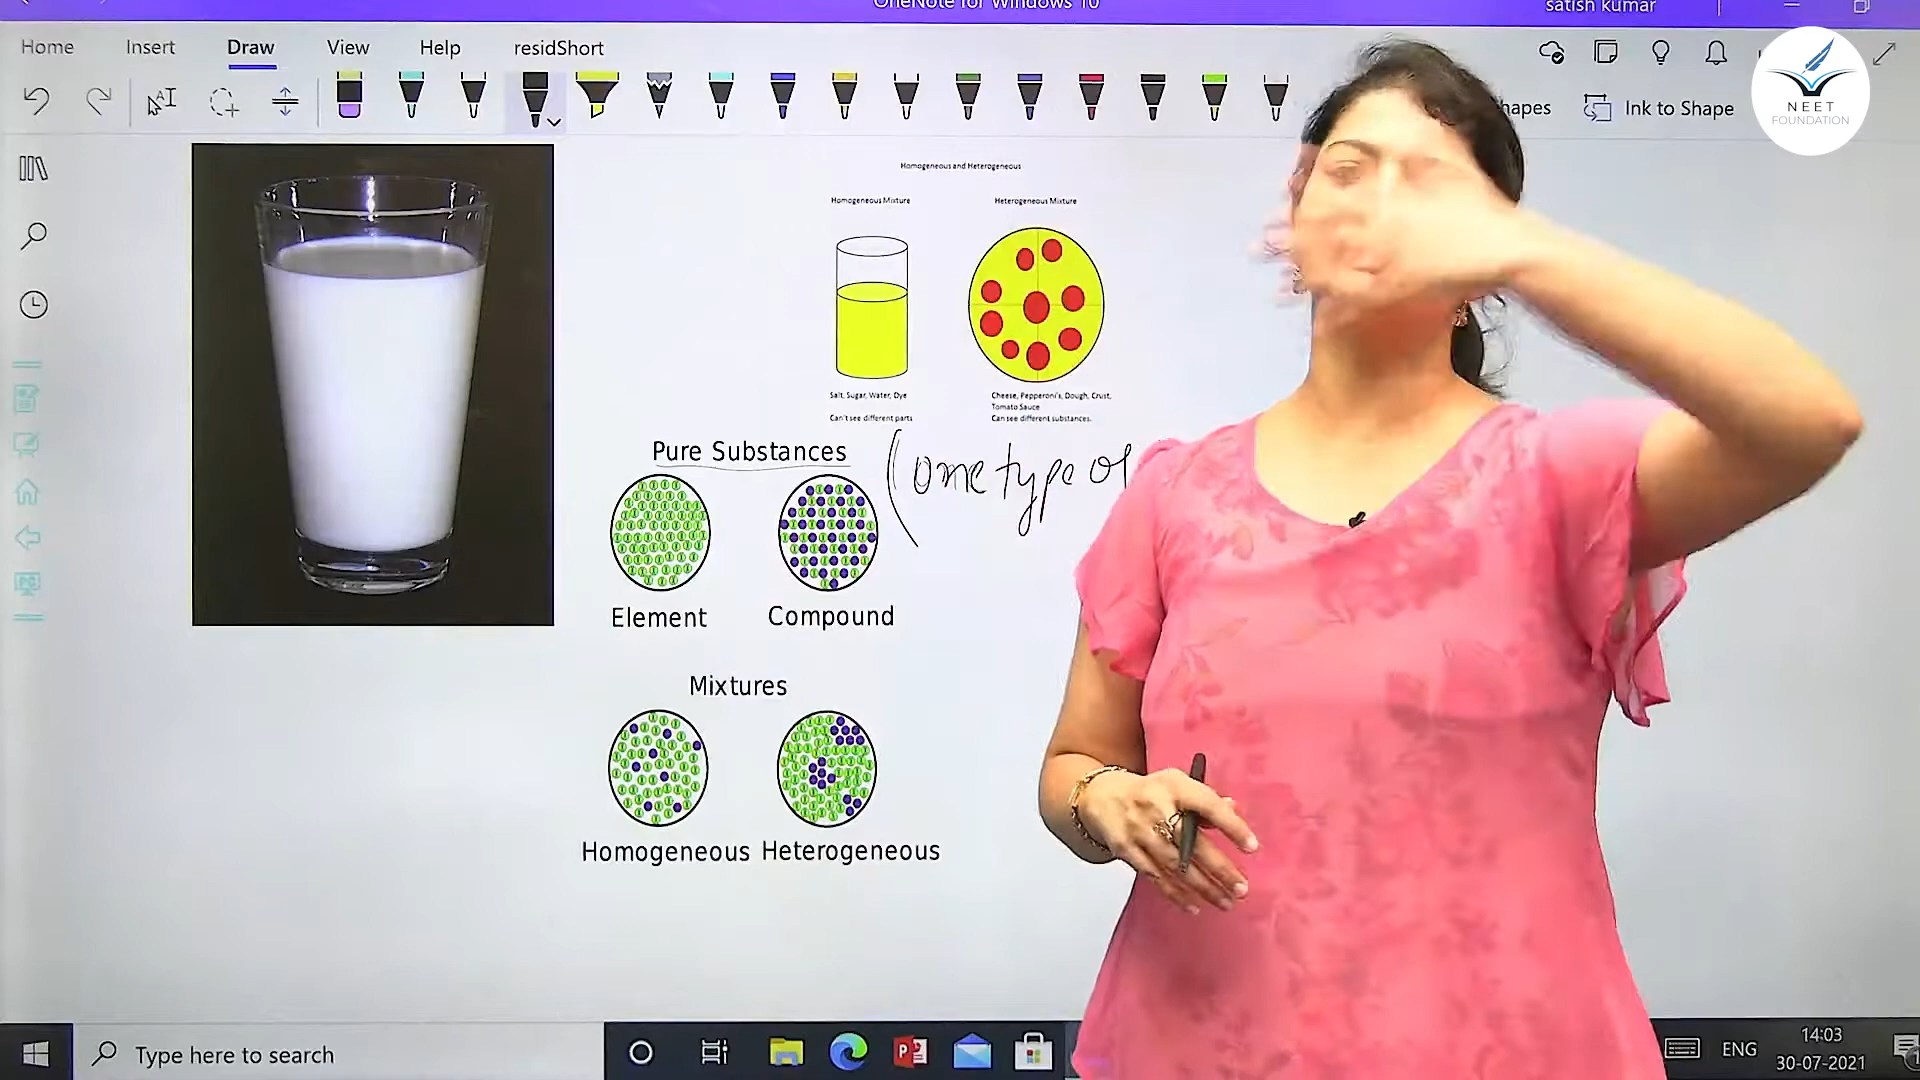 OneNote for Windows 10
satish kumar
Home Insert Draw View Help residShort
Ink to Shape
NEET
FOUNDATION
Homogeneous and Heterogeneous
Homogeneous Mixture
Heterogeneous Mixture
Salt, Sugar, Water, Dye
Can't see different parts
Cheese, Pepperoni's, Dough, Crust,
Tomato Sauce
Can see different substances.
Pure Substances
(one type of
Element
Compound
Mixtures
Homogeneous
Heterogeneous
Type here to search
ENG
14:03
30-07-2021